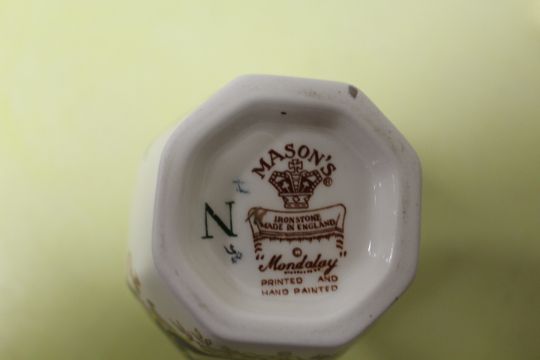 MASON'S ®
IRONSTONE
MADE IN ENGLAND
©
"Mandalay"
PRINTED AND
HAND PAINTED
N